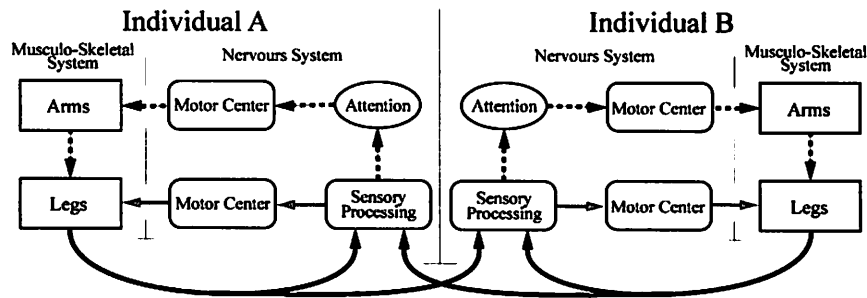 Individual A
Individual B
Musculo-Skeletal
System
Nervours System
Nervours System
Musculo-Skeletal
System
Arms
Motor Center
Attention
Attention
Motor Center
Arms
Legs
Motor Center
Sensory
Processing
Sensory
Processing
Motor Center
Legs